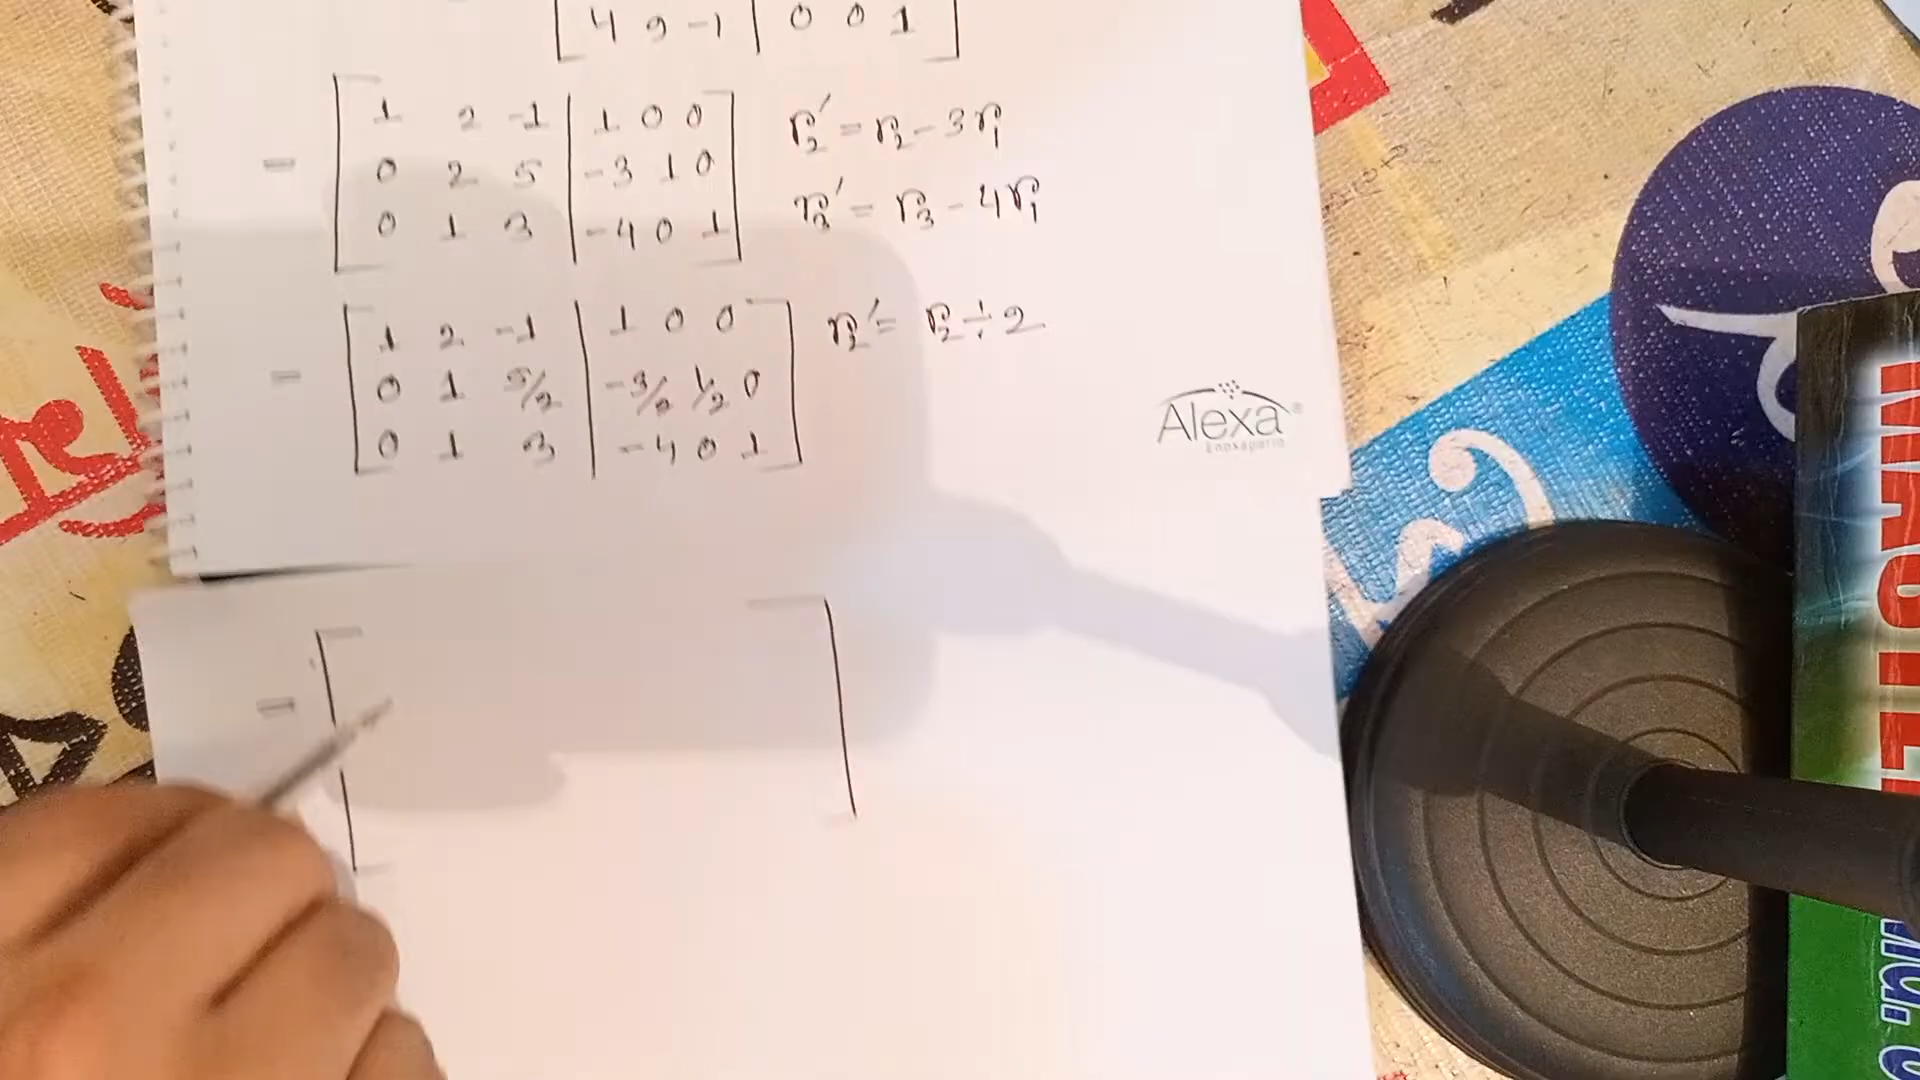 4 9 -1 | 0 0 1
1 2 -1 | 1 0 0 r₂′ = r₂ - 3r₁
= 0 2 5 | -3 1 0
0 1 3 | -4 0 1 r₃′ = r₃ - 4r₁
1 2 -1 | 1 0 0 r₂′ = r₂ ÷ 2
= 0 1 5/2 | -3/2 1/2 0
0 1 3 | -4 0 1
Alexa®
Enoxaparin
=